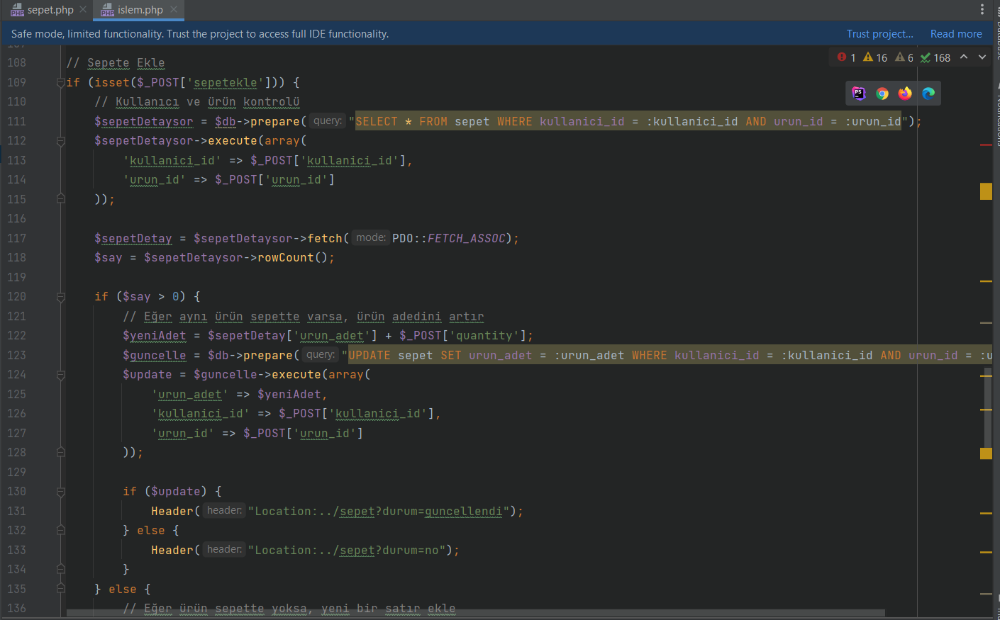 sepet.php
islem.php
Safe mode, limited functionality. Trust the project to access full IDE functionality.
Trust project...
Read more
1 16 6 168
108 // Sepete Ekle
109 if (isset($_POST['sepetekle'])) {
110 // Kullanıcı ve ürün kontrolü
111 $sepetDetaysor = $db->prepare( query: "SELECT * FROM sepet WHERE kullanici_id = :kullanici_id AND urun_id = :urun_id");
112 $sepetDetaysor->execute(array(
113 'kullanici_id' => $_POST['kullanici_id'],
114 'urun_id' => $_POST['urun_id']
115 ));
116
117 $sepetDetay = $sepetDetaysor->fetch( mode: PDO::FETCH_ASSOC);
118 $say = $sepetDetaysor->rowCount();
119
120 if ($say > 0) {
121 // Eğer aynı ürün sepette varsa, ürün adedini artır
122 $yeniAdet = $sepetDetay['urun_adet'] + $_POST['quantity'];
123 $guncelle = $db->prepare( query: "UPDATE sepet SET urun_adet = :urun_adet WHERE kullanici_id = :kullanici_id AND urun_id = :u
124 $update = $guncelle->execute(array(
125 'urun_adet' => $yeniAdet,
126 'kullanici_id' => $_POST['kullanici_id'],
127 'urun_id' => $_POST['urun_id']
128 ));
129
130 if ($update) {
131 Header( header: "Location:../sepet?durum=guncellendi");
132 } else {
133 Header( header: "Location:../sepet?durum=no");
134 }
135 } else {
136 // Eğer ürün sepette yoksa, yeni bir satır ekle